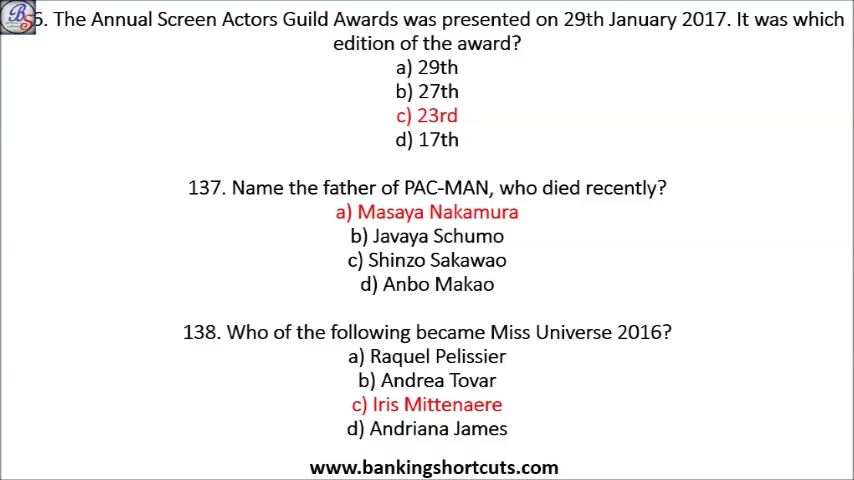 6. The Annual Screen Actors Guild Awards was presented on 29th January 2017. It was which
edition of the award?
a) 29th
b) 27th
c) 23rd
d) 17th
137. Name the father of PAC-MAN, who died recently?
a) Masaya Nakamura
b) Javaya Schumo
c) Shinzo Sakawao
d) Anbo Makao
138. Who of the following became Miss Universe 2016?
a) Raquel Pelissier
b) Andrea Tovar
c) Iris Mittenaere
d) Andriana James
www.bankingshortcuts.com